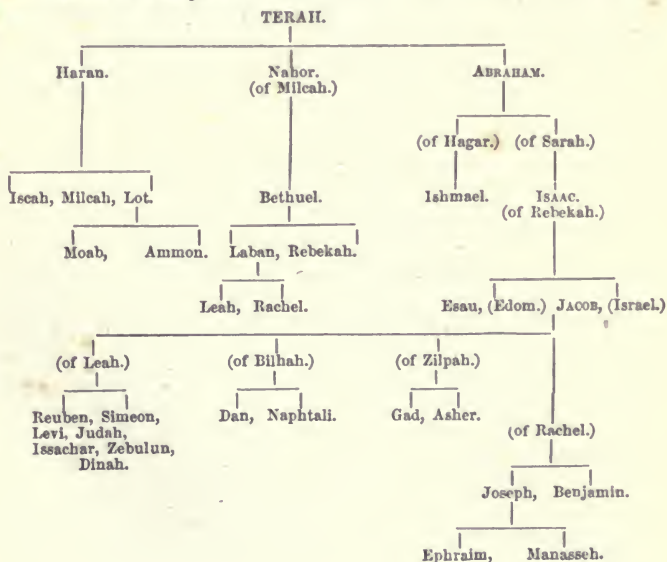 TERAH.
Haran. Nahor. ABRAHAM.
(of Milcah.)
(of Hagar.) (of Sarah.)
Iscah, Milcah, Lot. Bethuel. Ishmael. ISAAC.
(of Rebekah.)
Moab, Ammon. Laban, Rebekah.
Leah, Rachel. Esau, (Edom.) JACOB, (Israel.)
(of Leah.) (of Bilhah.) (of Zilpah.)
Reuben, Simeon, Dan, Naphtali. Gad, Asher.
Levi, Judah, (of Rachel.)
Issachar, Zebulun,
Dinah.
Joseph, Benjamin.
Ephraim, Manasseh.